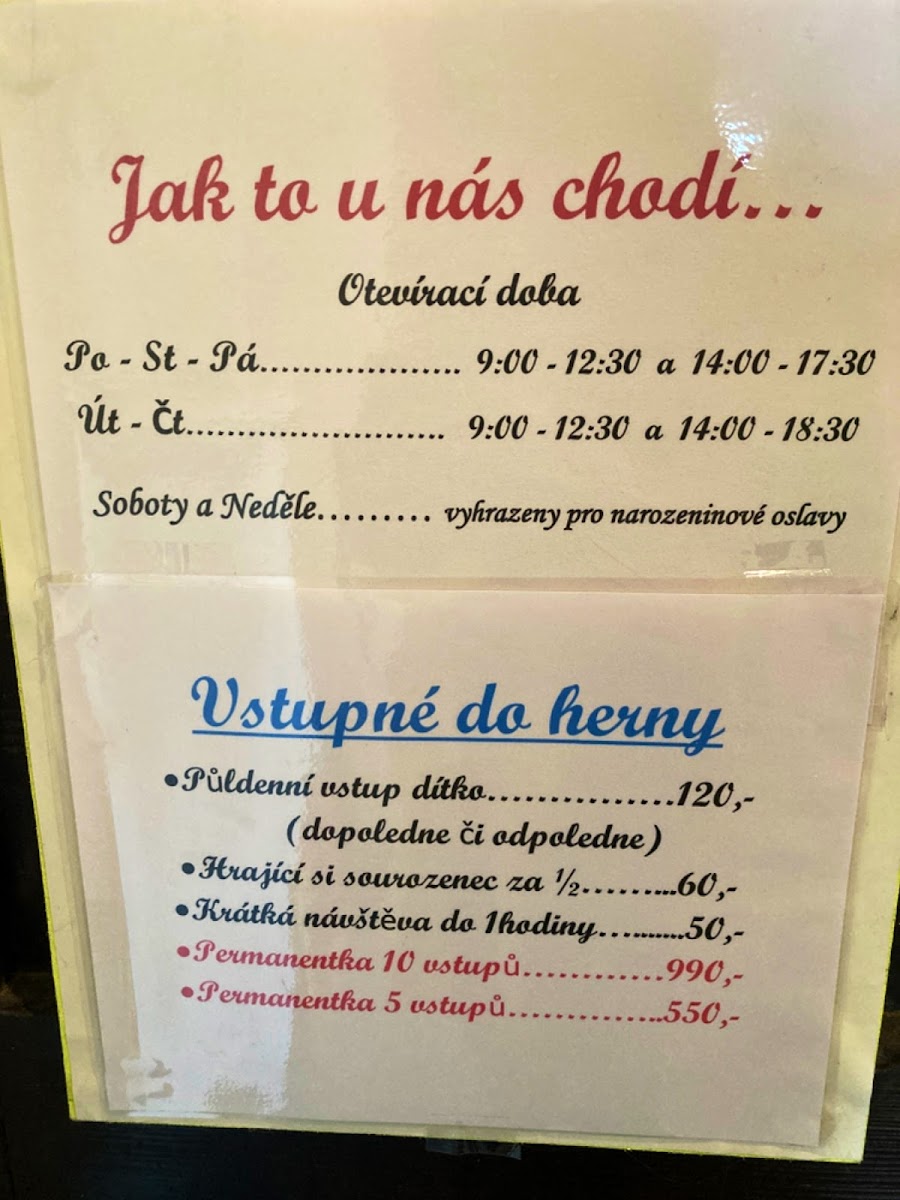 Jak to u nás chodí...
Otevírací doba
Po - St - Pá................... 9:00 - 12:30 a 14:00 - 17:30
Út - Čt......................... 9:00 - 12:30 a 14:00 - 18:30
Soboty a Neděle......... vyhrazeny pro narozeninové oslavy
Vstupné do herny
•Půldenní vstup dítko...............120,-
(dopoledne či odpoledne)
•Hrající si sourozenec za ½.........60,-
•Krátká návštěva do 1hodiny.........50,-
•Permanentka 10 vstupů............990,-
•Permanentka 5 vstupů..............550,-